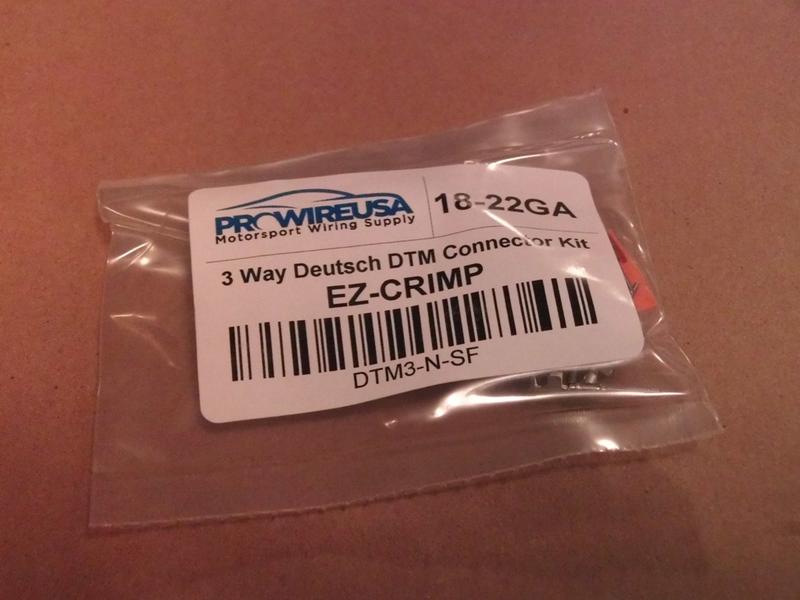 PROWIREUSA
Motorsport Wiring Supply
18-22GA
3 Way Deutsch DTM Connector Kit
EZ-CRIMP
DTM3-N-SF